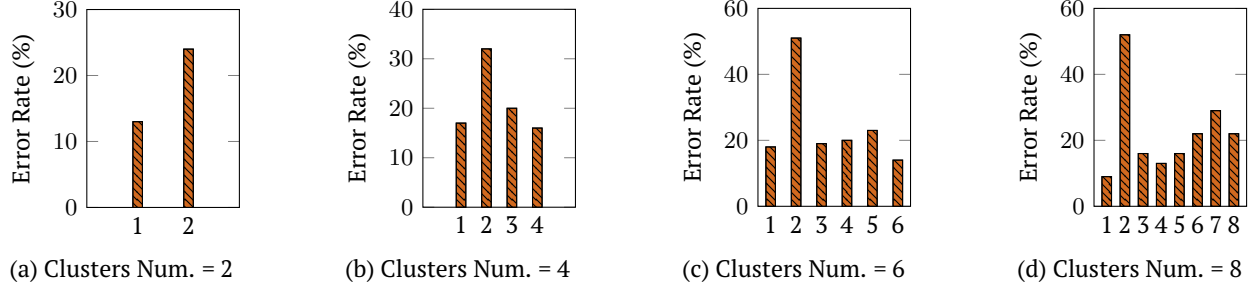 30
20
10
0
Error Rate (%)
1 2
(a) Clusters Num. = 2
40
30
20
10
0
Error Rate (%)
1 2 3 4
(b) Clusters Num. = 4
60
40
20
0
Error Rate (%)
1 2 3 4 5 6
(c) Clusters Num. = 6
60
40
20
0
Error Rate (%)
1 2 3 4 5 6 7 8
(d) Clusters Num. = 8